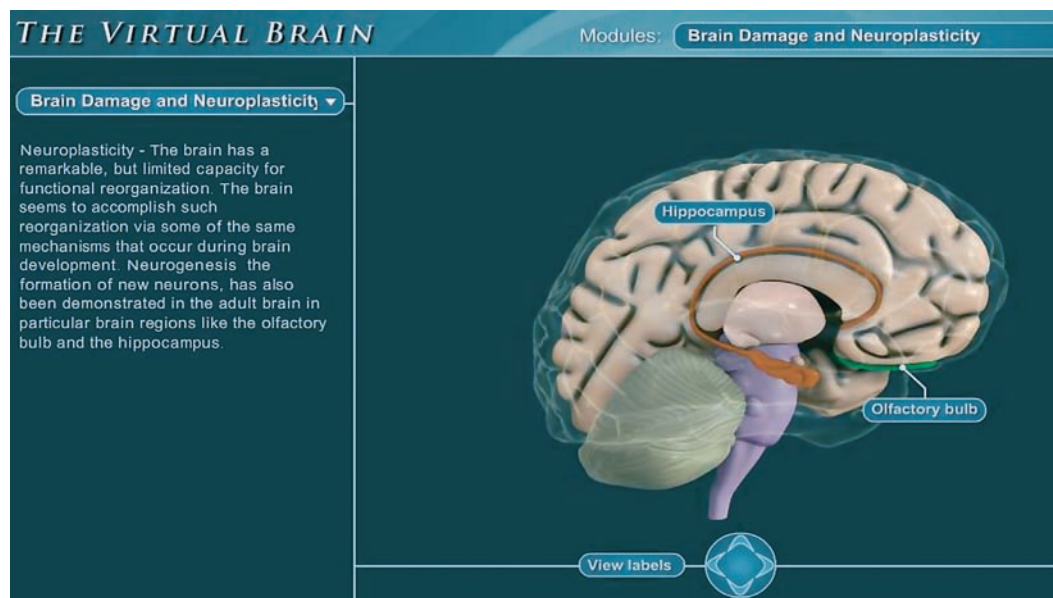 THE VIRTUAL BRAIN
Modules: Brain Damage and Neuroplasticity
Brain Damage and Neuroplasticity
Neuroplasticity - The brain has a
remarkable, but limited capacity for
functional reorganization. The brain
seems to accomplish such
reorganization via some of the same
mechanisms that occur during brain
development. Neurogenesis the
formation of new neurons, has also
been demonstrated in the adult brain in
particular brain regions like the olfactory
bulb and the hippocampus.
Hippocampus
Olfactory bulb
View labels